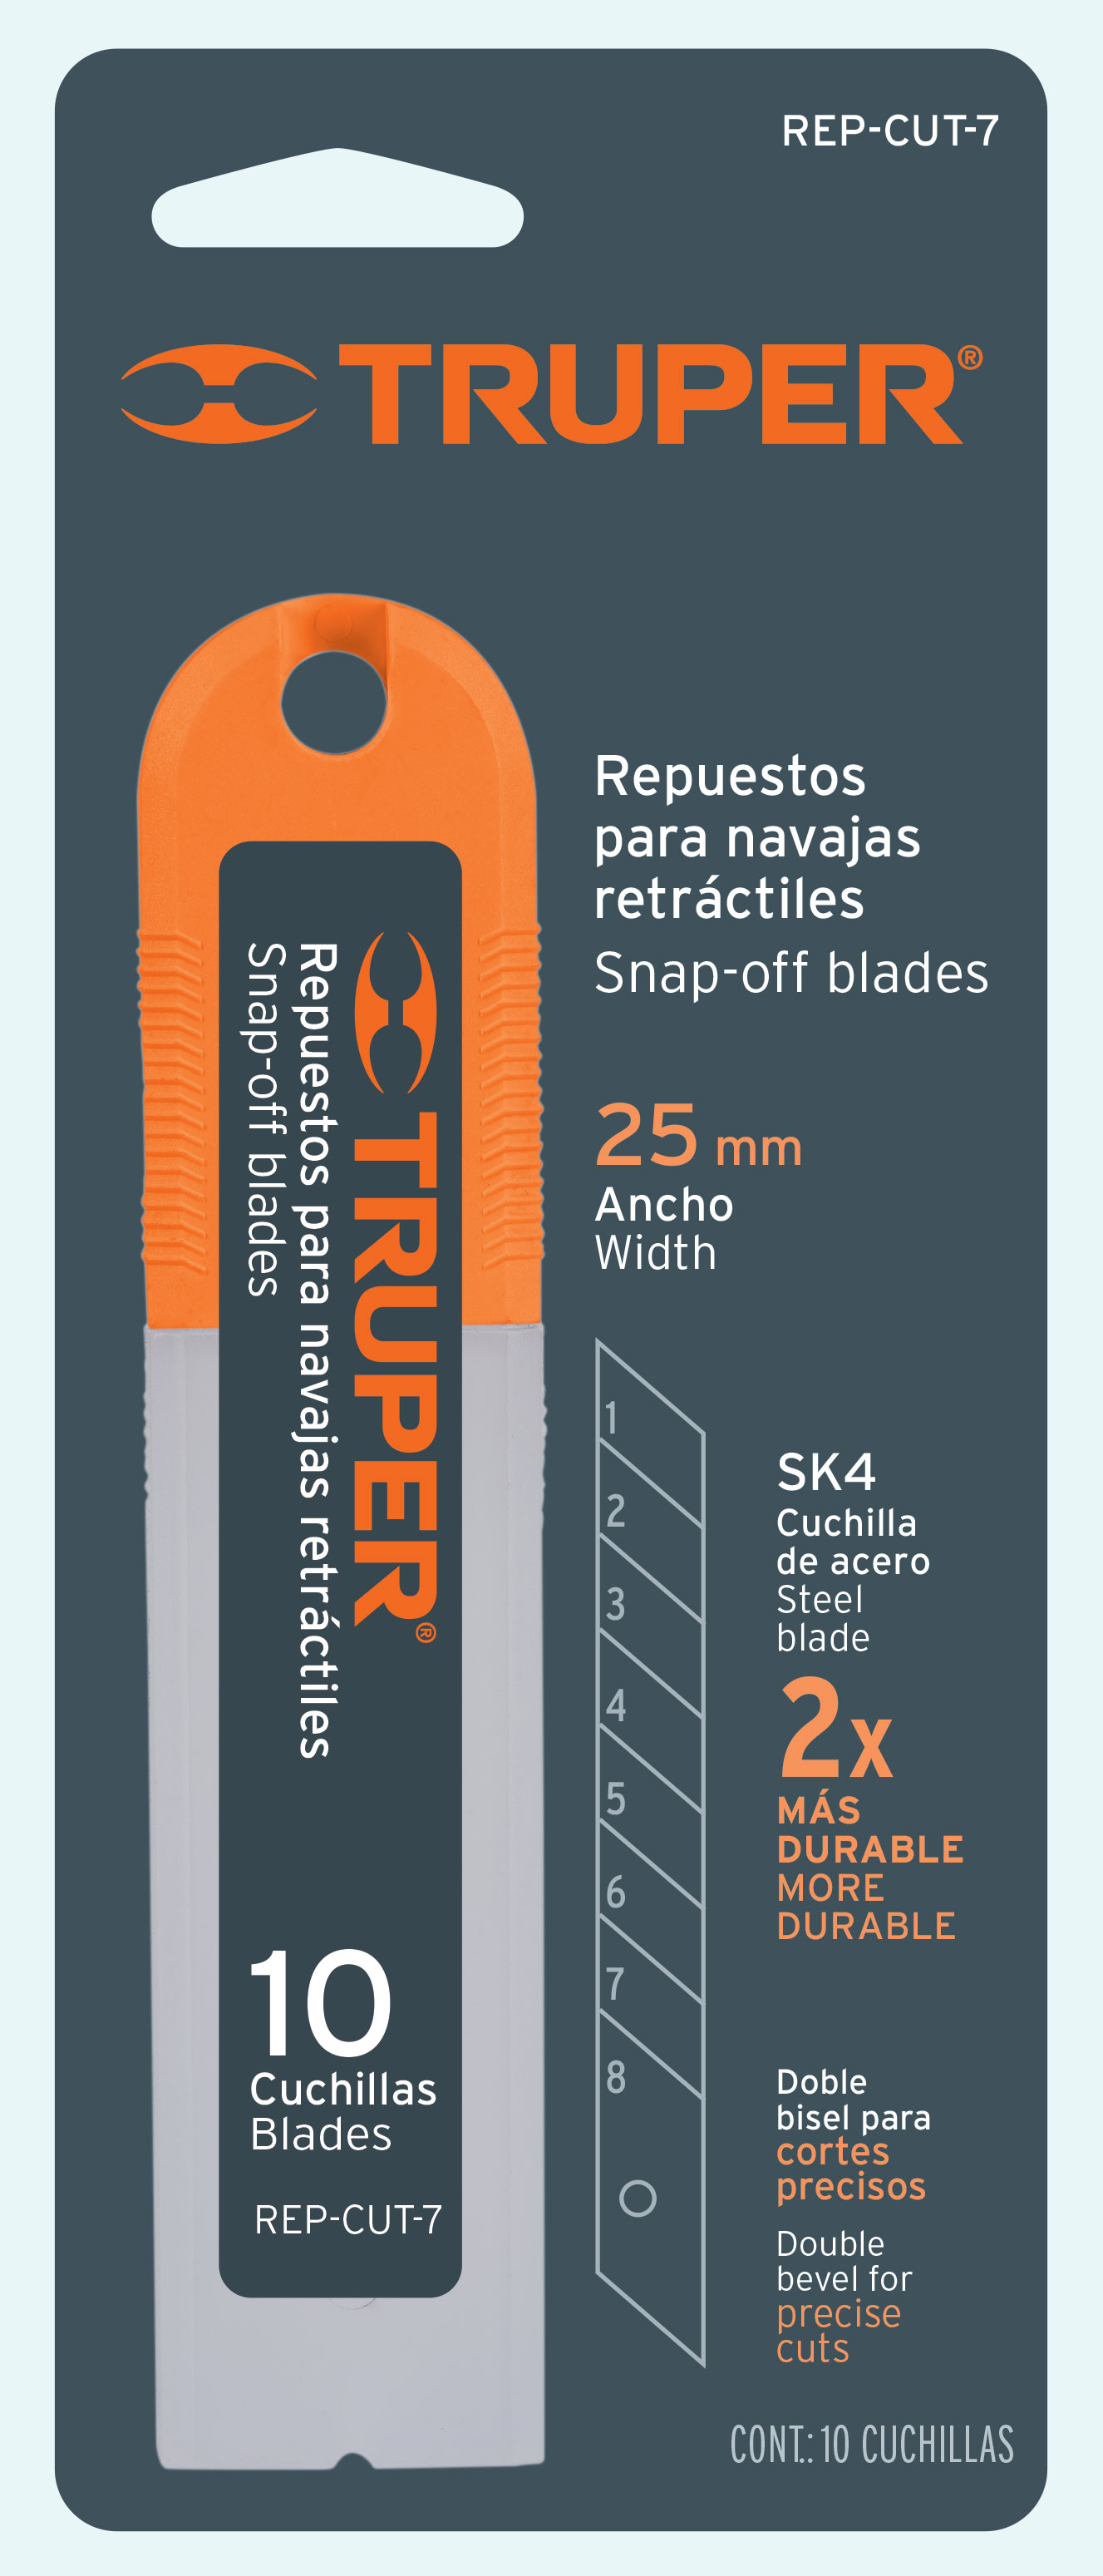 REP-CUT-7
TRUPER®
Repuestos
para navajas
retráctiles
Snap-off blades
25 mm
Ancho
Width
TRUPER®
Repuestos para navajas retráctiles
Snap-off blades
10
Cuchillas
Blades
REP-CUT-7
1
2
3
4
5
6
7
8
SK4
Cuchilla
de acero
Steel
blade
2x
MÁS
DURABLE
MORE
DURABLE
Doble
bisel para
cortes
precisos
Double
bevel for
precise
cuts
CONT.: 10 CUCHILLAS